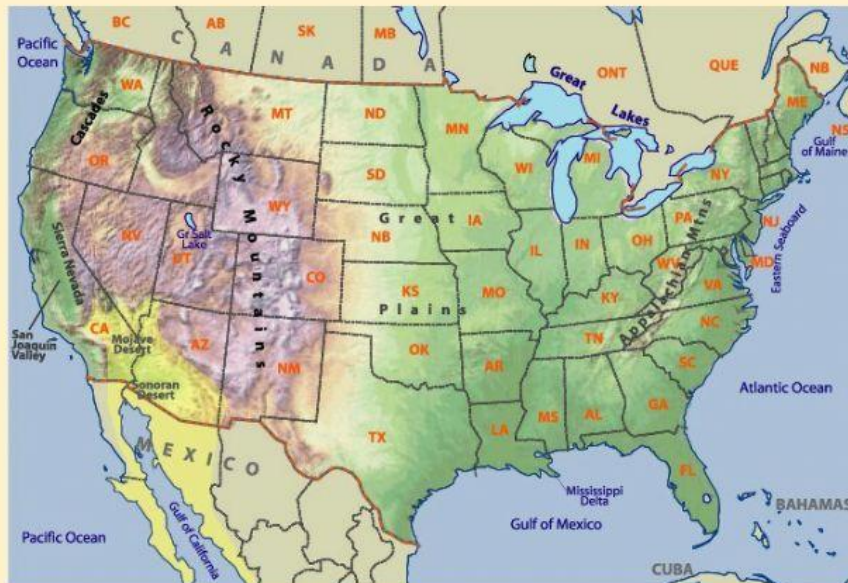 BC
AB
SK
MB
CANADA
ONT
QUE
NB
NS
Pacific
Ocean
WA
Cascades
OR
Rocky Mountains
MT
ND
MN
Great
Lakes
ME
Gulf
of Maine
WI
MI
NY
SD
WY
Great
Plains
IA
NB
NV
Gr Salt
Lake
UT
CO
KS
MO
IL
IN
OH
PA
NJ
MD
Eastern Seaboard
WV
VA
Appalachian Mtns
KY
Sierra Nevada
San
Joaquin
Valley
CA
Mojave
Desert
Sonoran
Desert
AZ
NM
OK
AR
TN
NC
SC
Atlantic Ocean
MEXICO
TX
LA
MS
AL
GA
FL
Mississippi
Delta
Gulf of Mexico
BAHAMAS
CUBA
Pacific Ocean
Gulf of California